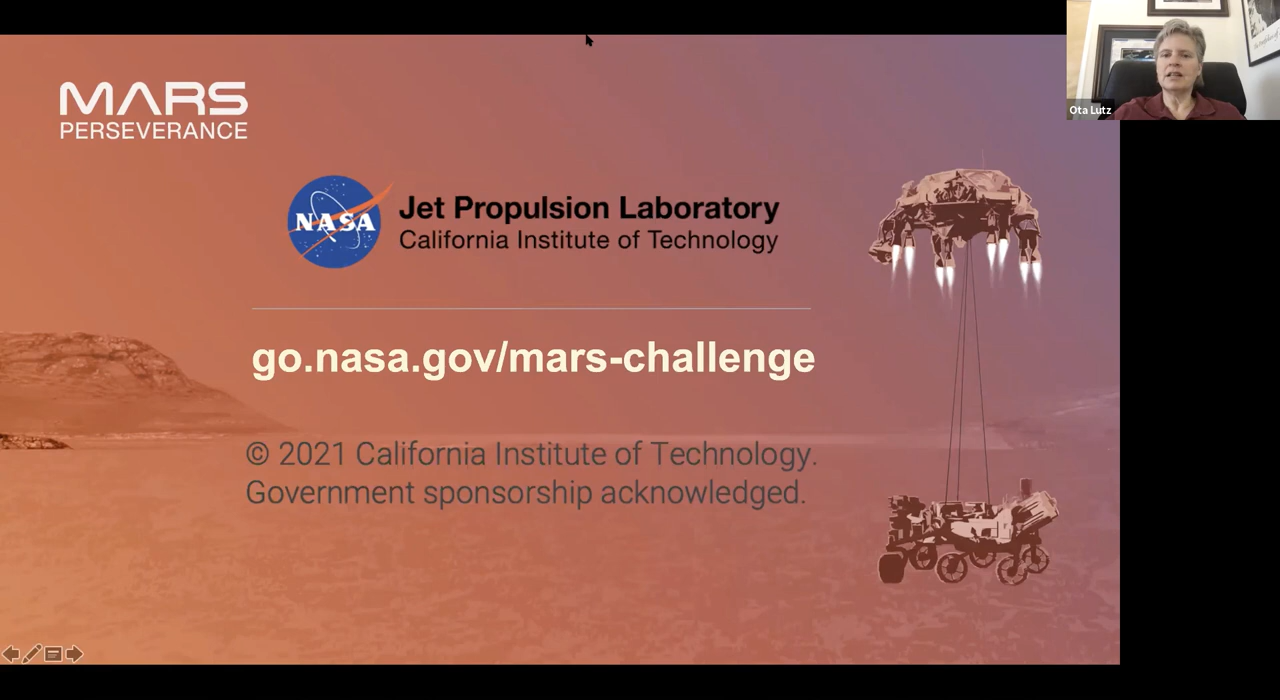 MARS
PERSEVERANCE
NASA
Jet Propulsion Laboratory
California Institute of Technology
go.nasa.gov/mars-challenge
© 2021 California Institute of Technology.
Government sponsorship acknowledged.
Ota Lutz